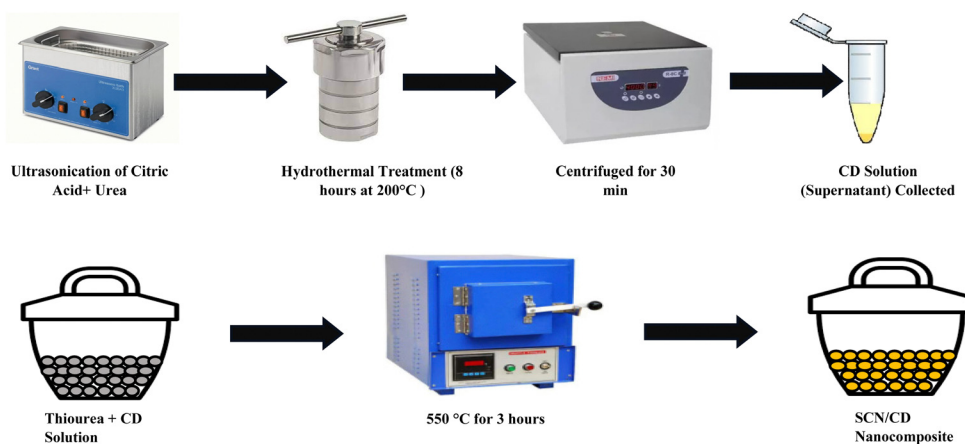 Ultrasonication of Citric
Acid+ Urea
Hydrothermal Treatment (8
hours at 200°C )
Centrifuged for 30
min
CD Solution
(Supernatant) Collected
Thiourea + CD
Solution
550 °C for 3 hours
SCN/CD
Nanocomposite